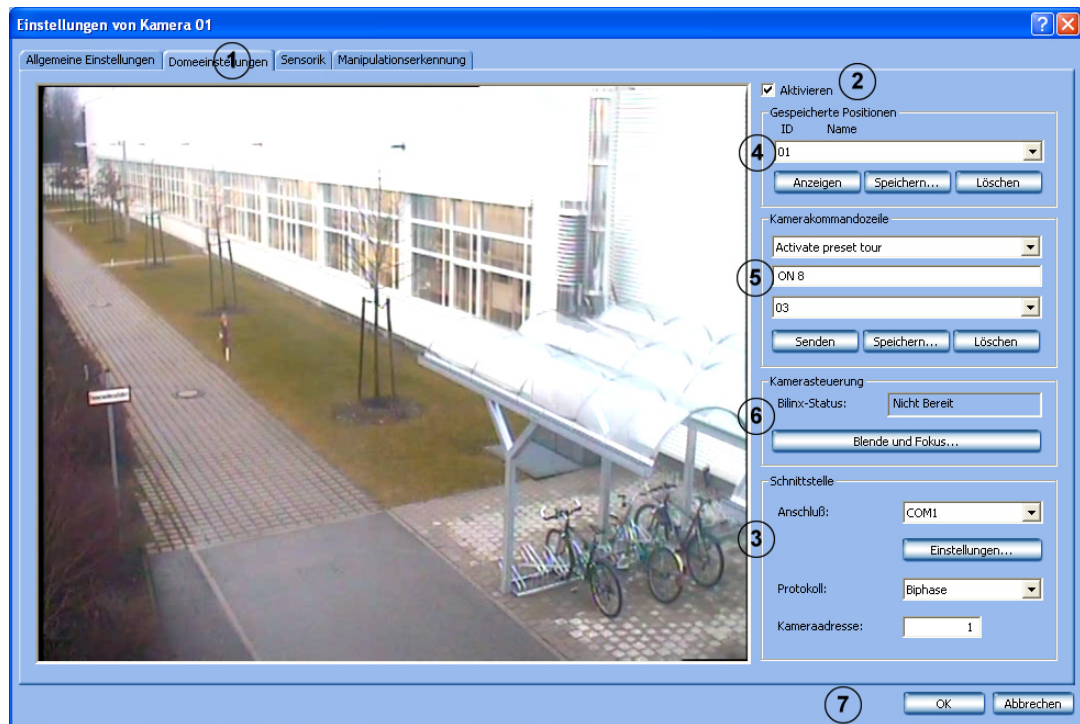 Einstellungen von Kamera 01
Allgemeine Einstellungen
Domeeinstellungen
Sensorik
Manipulationserkennung
1
Aktivieren
2
Gespeicherte Positionen
ID Name
4
01
Anzeigen
Speichern...
Löschen
Kamerakommandozeile
Activate preset tour
5
ON 8
03
Senden
Speichern...
Löschen
Kamerasteuerung
Bilinx-Status:
Nicht Bereit
6
Blende und Fokus...
Schnittstelle
Anschluß:
COM1
3
Einstellungen...
Protokoll:
Biphase
Kameraadresse:
1
7
OK
Abbrechen